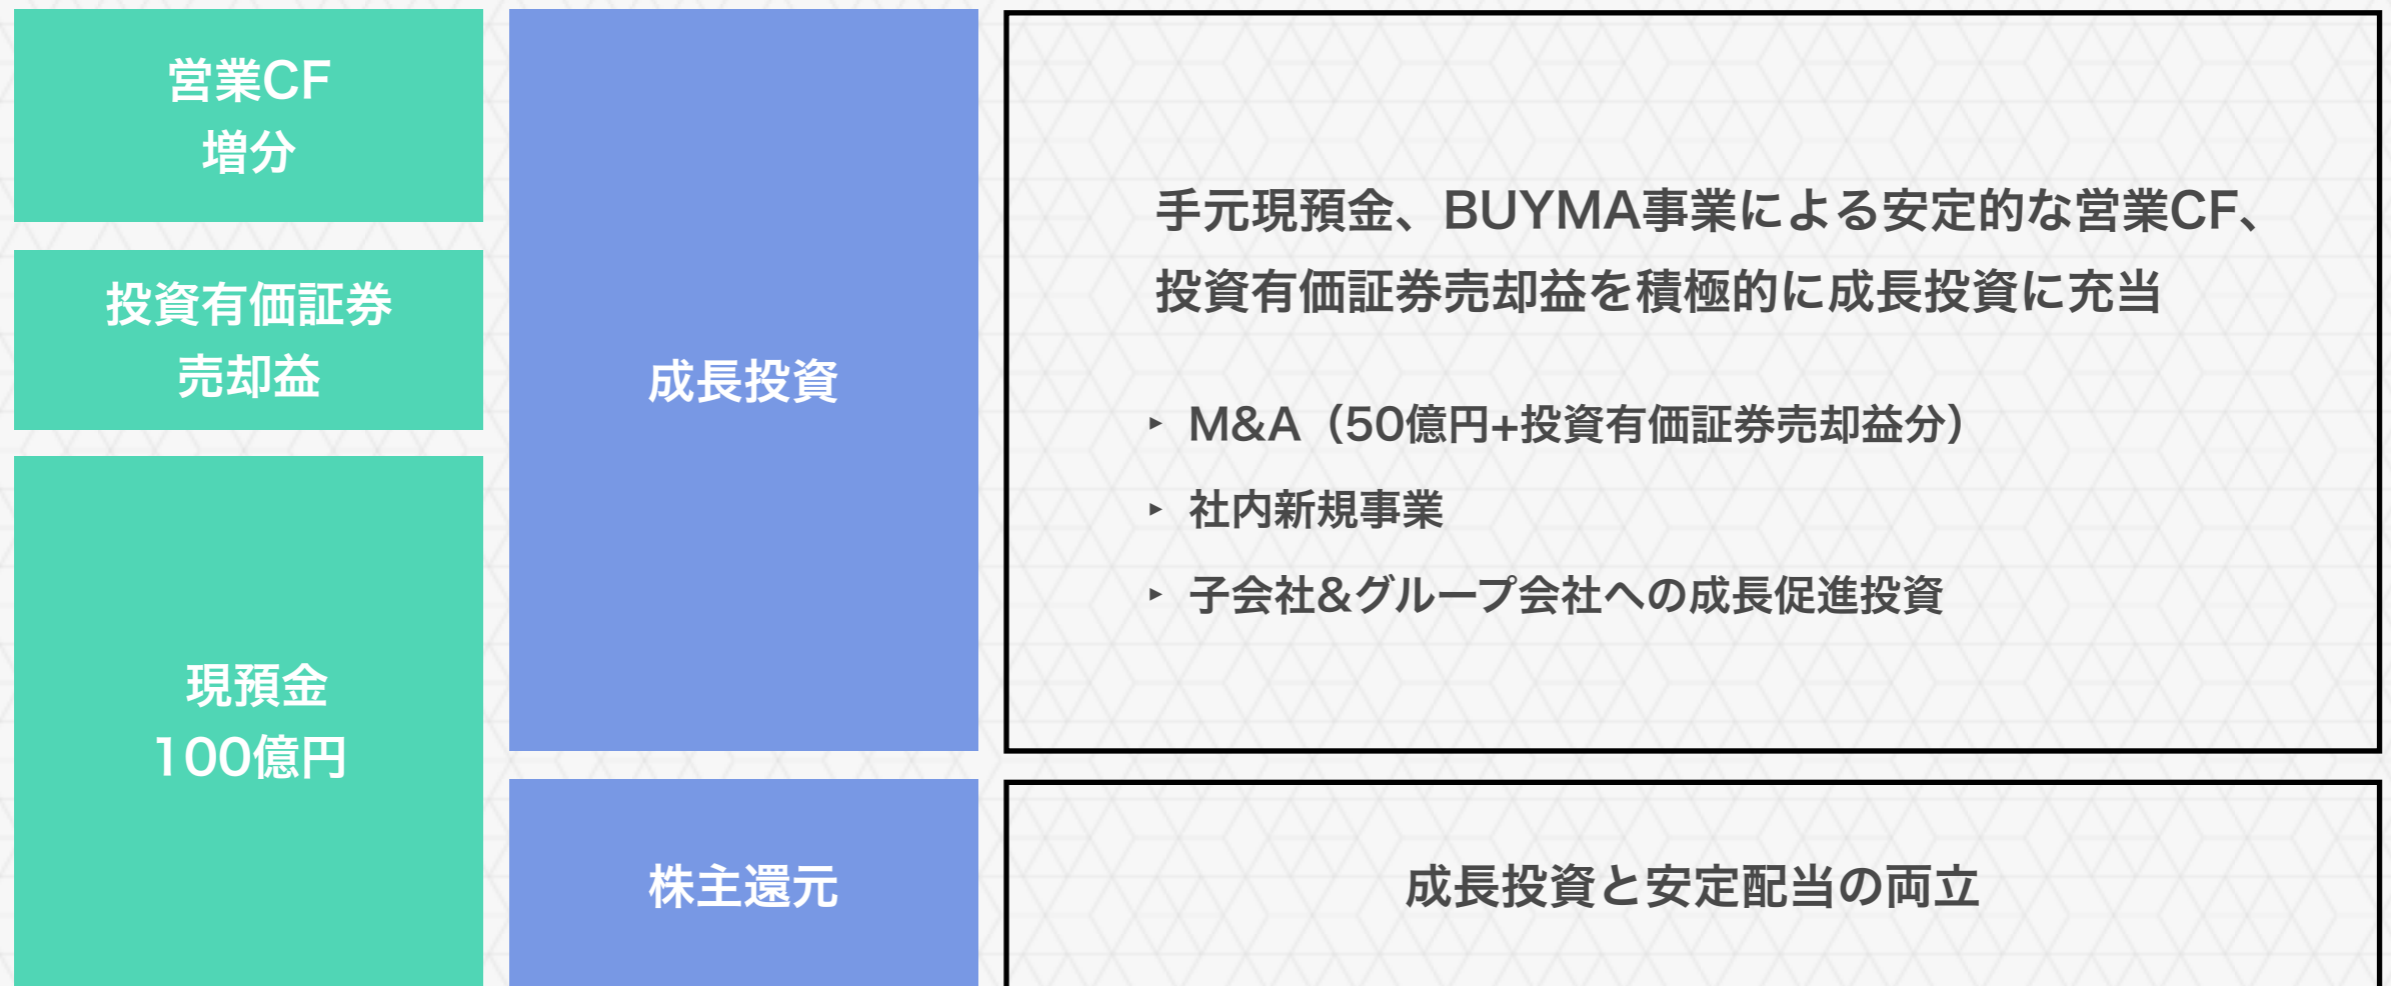 営業CF
増分
投資有価証券
売却益
現預金
100億円
成長投資
株主還元
手元現預金、BUYMA事業による安定的な営業CF、
投資有価証券売却益を積極的に成長投資に充当
‣ M&A（50億円+投資有価証券売却益分）
‣ 社内新規事業
‣ 子会社&グループ会社への成長促進投資
成長投資と安定配当の両立